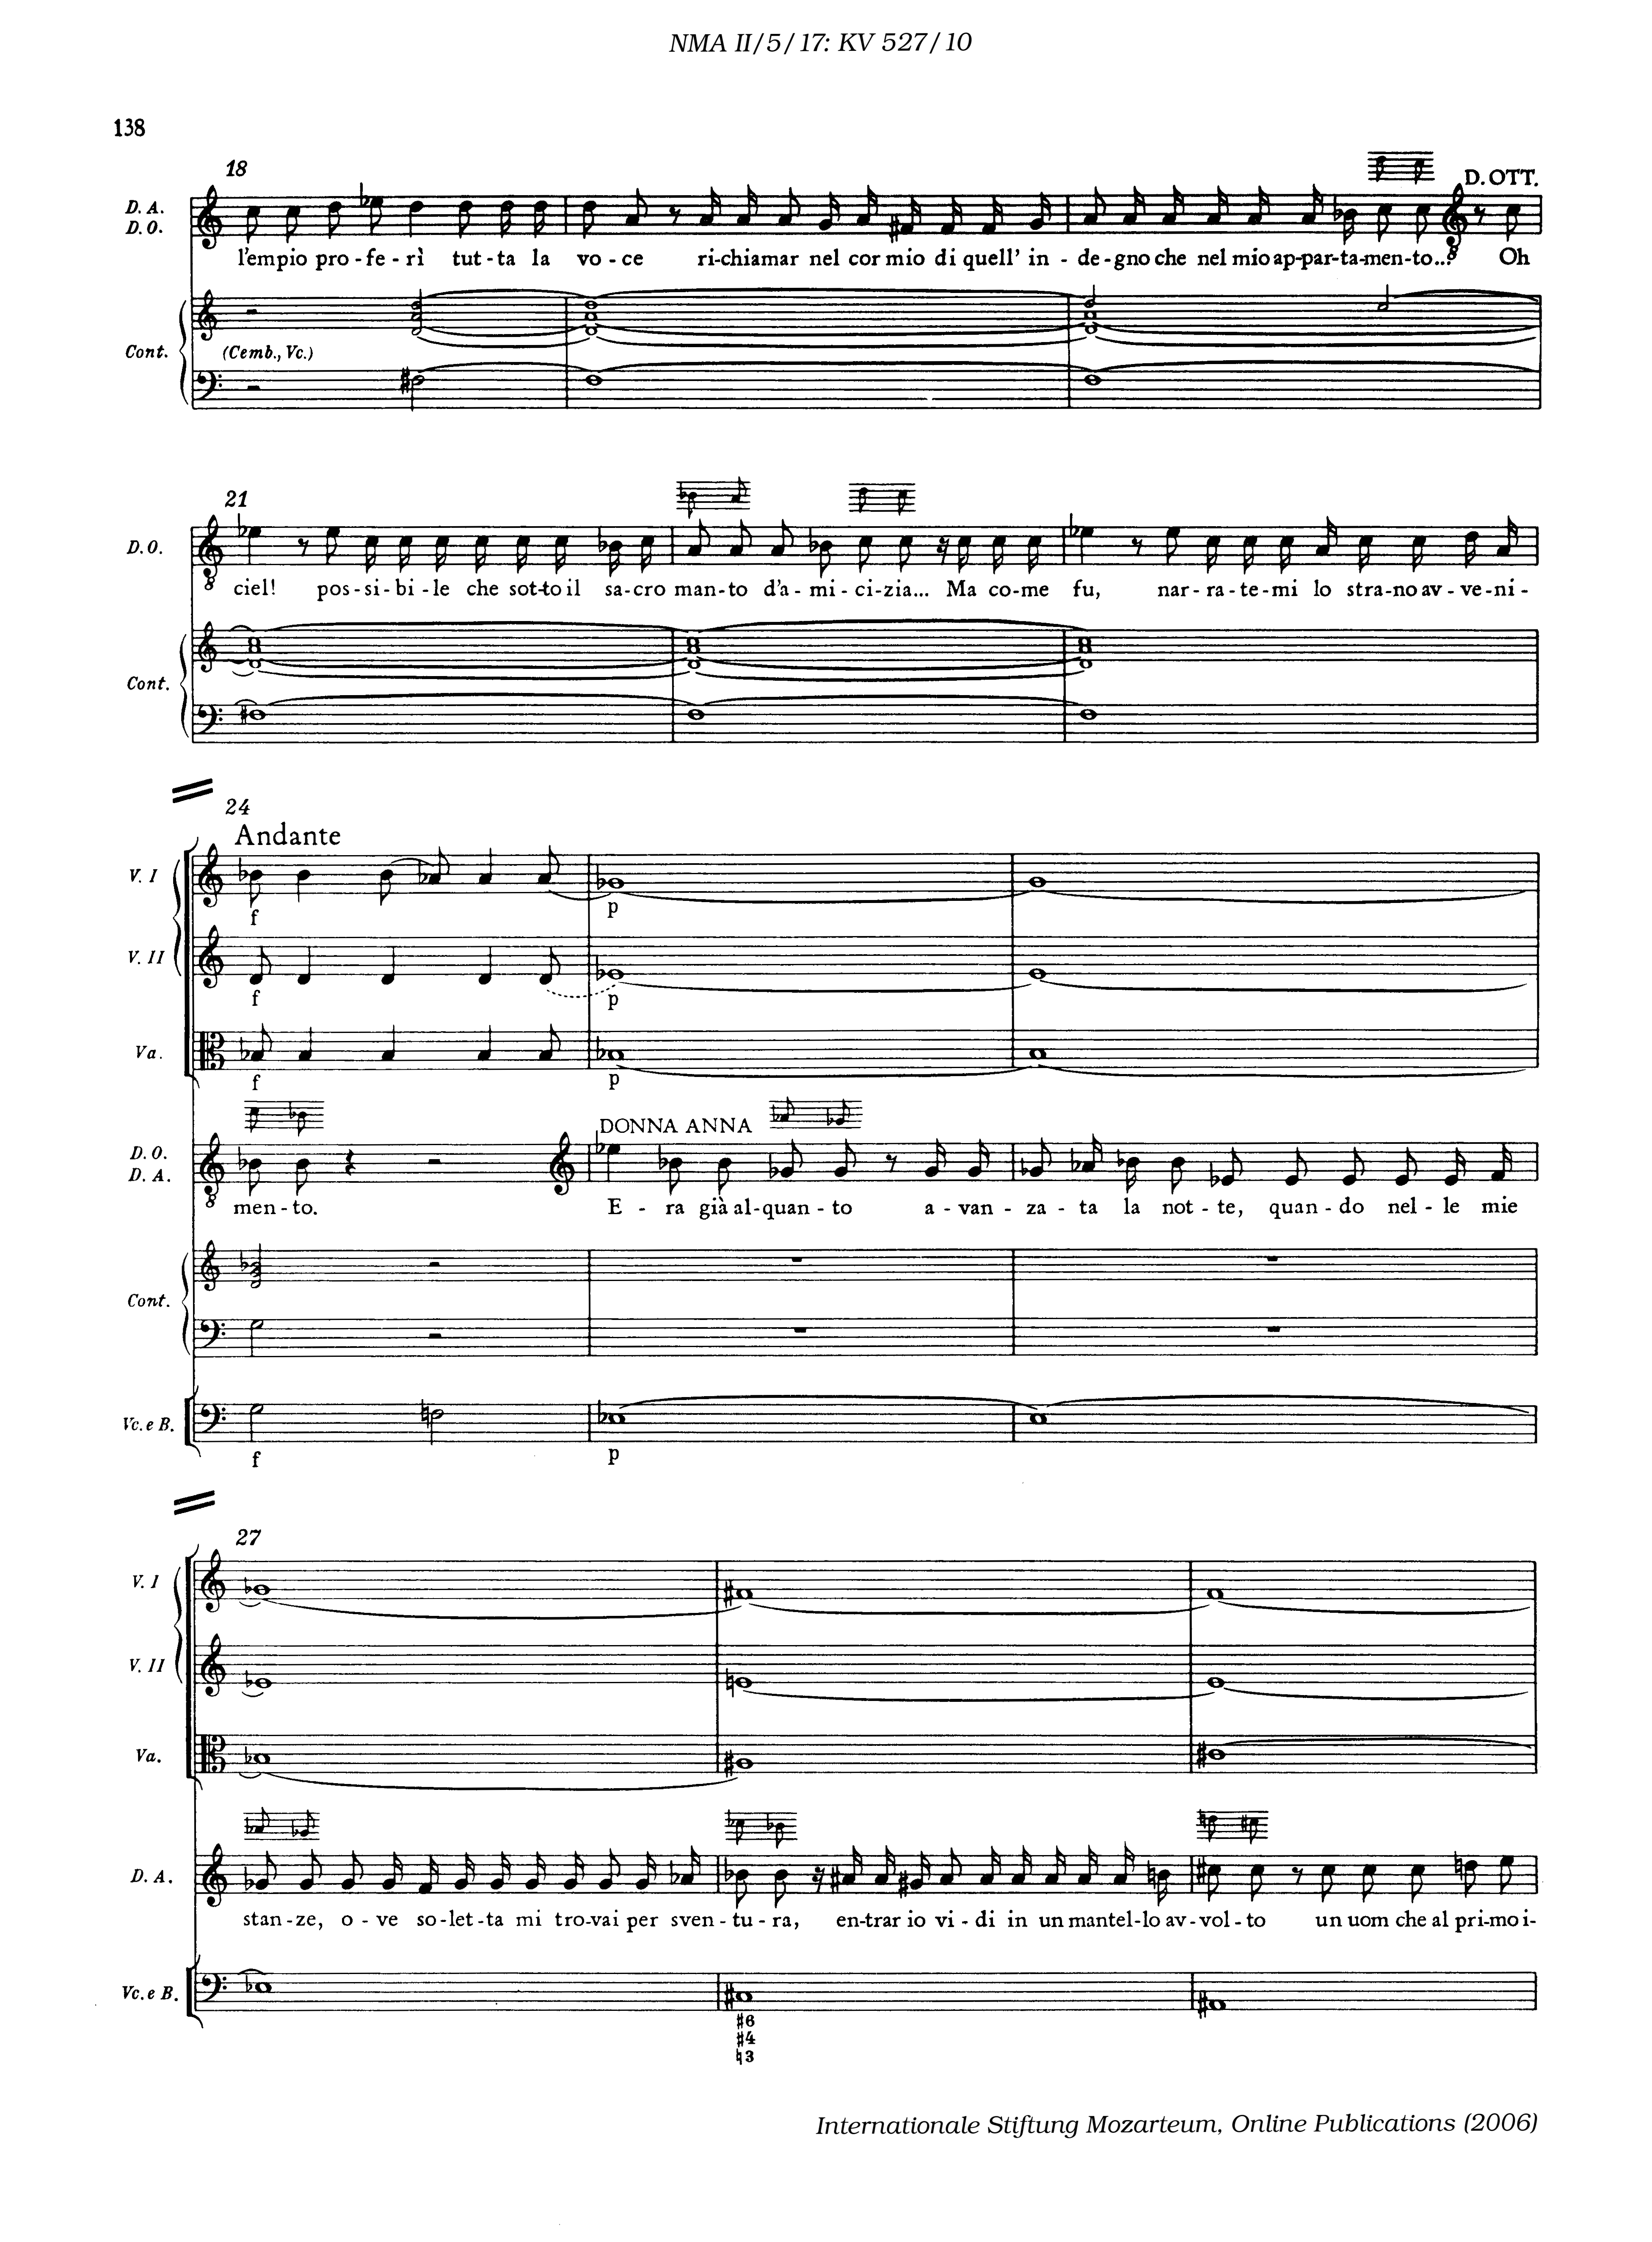 NMA II/5/17: KV 527/10
138
18
D. OTT.
D. A.
D. O.
l'empio pro - fe - rì tut - ta la vo - ce ri-chiamar nel cor mio di quell' in - de - gno che nel mio ap-par-ta-men-to...? Oh
Cont.
(Cemb., Vc.)
21
D. O.
ciel! pos - si - bi - le che sot-to il sa-cro man-to d'a - mi - ci-zia... Ma co-me fu, nar - ra - te-mi lo stra-no av - ve-ni -
Cont.
24
Andante
V. I
f p
V. II
f p
Va.
f p
DONNA ANNA
D. O.
D. A.
men - to. E - ra già al-quan - to a - van - za - ta la not - te, quan - do nel - le mie
Cont.
Vc. e B.
f p
27
V. I
V. II
Va.
D. A.
stan - ze, o - ve so-let-ta mi tro-vai per sven-tu - ra, en-trar io vi - di in un mantel-lo av-vol - to un uom che al pri-mo i-
Vc. e B.
♯6
♯4
♮3
Internationale Stiftung Mozarteum, Online Publications (2006)